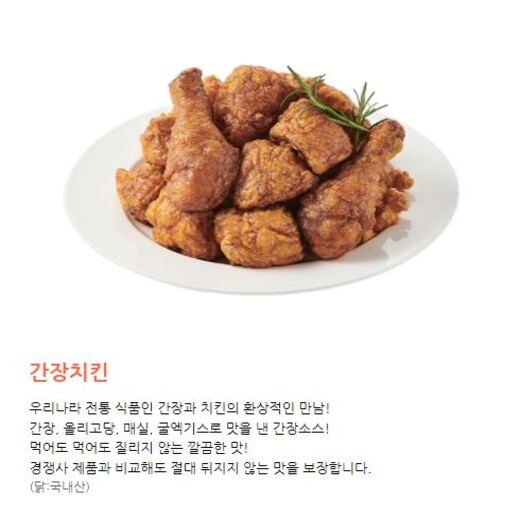 간장치킨
우리나라 전통 식품인 간장과 치킨의 환상적인 만남!
간장, 올리고당, 매실, 굴엑기스로 맛을 낸 간장소스!
먹어도 먹어도 질리지 않는 깔끔한 맛!
경쟁사 제품과 비교해도 절대 뒤지지 않는 맛을 보장합니다.
(닭:국내산)